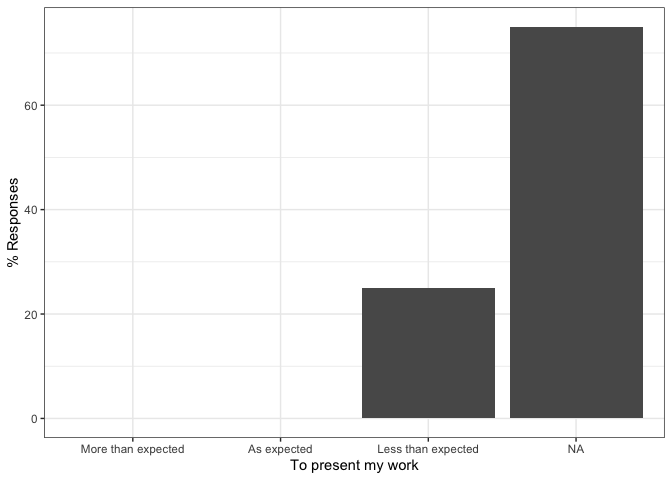 % Responses
60
40
20
0
More than expected
As expected
Less than expected
NA
To present my work